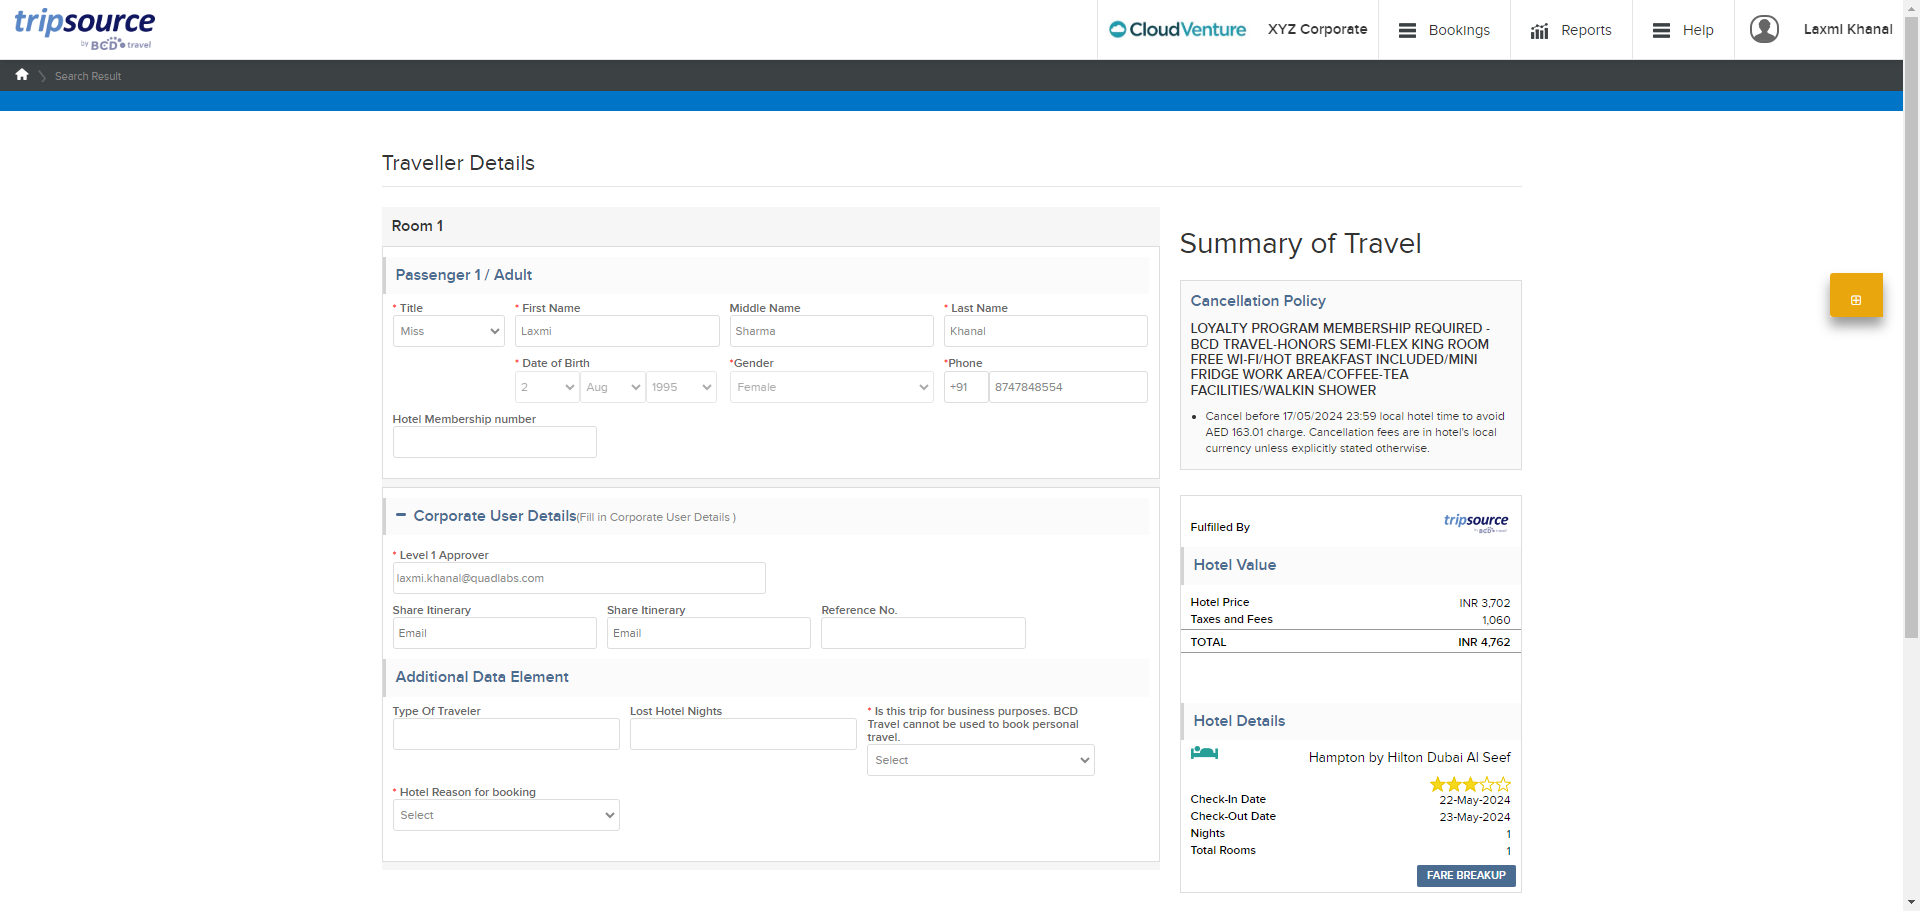 tripsource
by BCD travel
CloudVenture
XYZ Corporate
Bookings
Reports
Help
Laxmi Khanal
Search Result
Traveller Details
Room 1
Passenger 1 / Adult
* Title
* First Name
Middle Name
* Last Name
Miss
Laxmi
Sharma
Khanal
* Date of Birth
*Gender
*Phone
2
Aug
1995
Female
+91
8747848554
Hotel Membership number
Corporate User Details(Fill in Corporate User Details )
* Level 1 Approver
laxmi.khanal@quadlabs.com
Share Itinerary
Share Itinerary
Reference No.
Email
Email
Additional Data Element
Type Of Traveler
Lost Hotel Nights
* Is this trip for business purposes. BCD
Travel cannot be used to book personal
travel.
Select
* Hotel Reason for booking
Select
Summary of Travel
Cancellation Policy
LOYALTY PROGRAM MEMBERSHIP REQUIRED -
BCD TRAVEL-HONORS SEMI-FLEX KING ROOM
FREE WI-FI/HOT BREAKFAST INCLUDED/MINI
FRIDGE WORK AREA/COFFEE-TEA
FACILITIES/WALKIN SHOWER
• Cancel before 17/05/2024 23:59 local hotel time to avoid
AED 163.01 charge. Cancellation fees are in hotel's local
currency unless explicitly stated otherwise.
Fulfilled By
tripsource
by BCD travel
Hotel Value
Hotel Price INR 3,702
Taxes and Fees 1,060
TOTAL INR 4,762
Hotel Details
Hampton by Hilton Dubai Al Seef
Check-In Date 22-May-2024
Check-Out Date 23-May-2024
Nights 1
Total Rooms 1
FARE BREAKUP